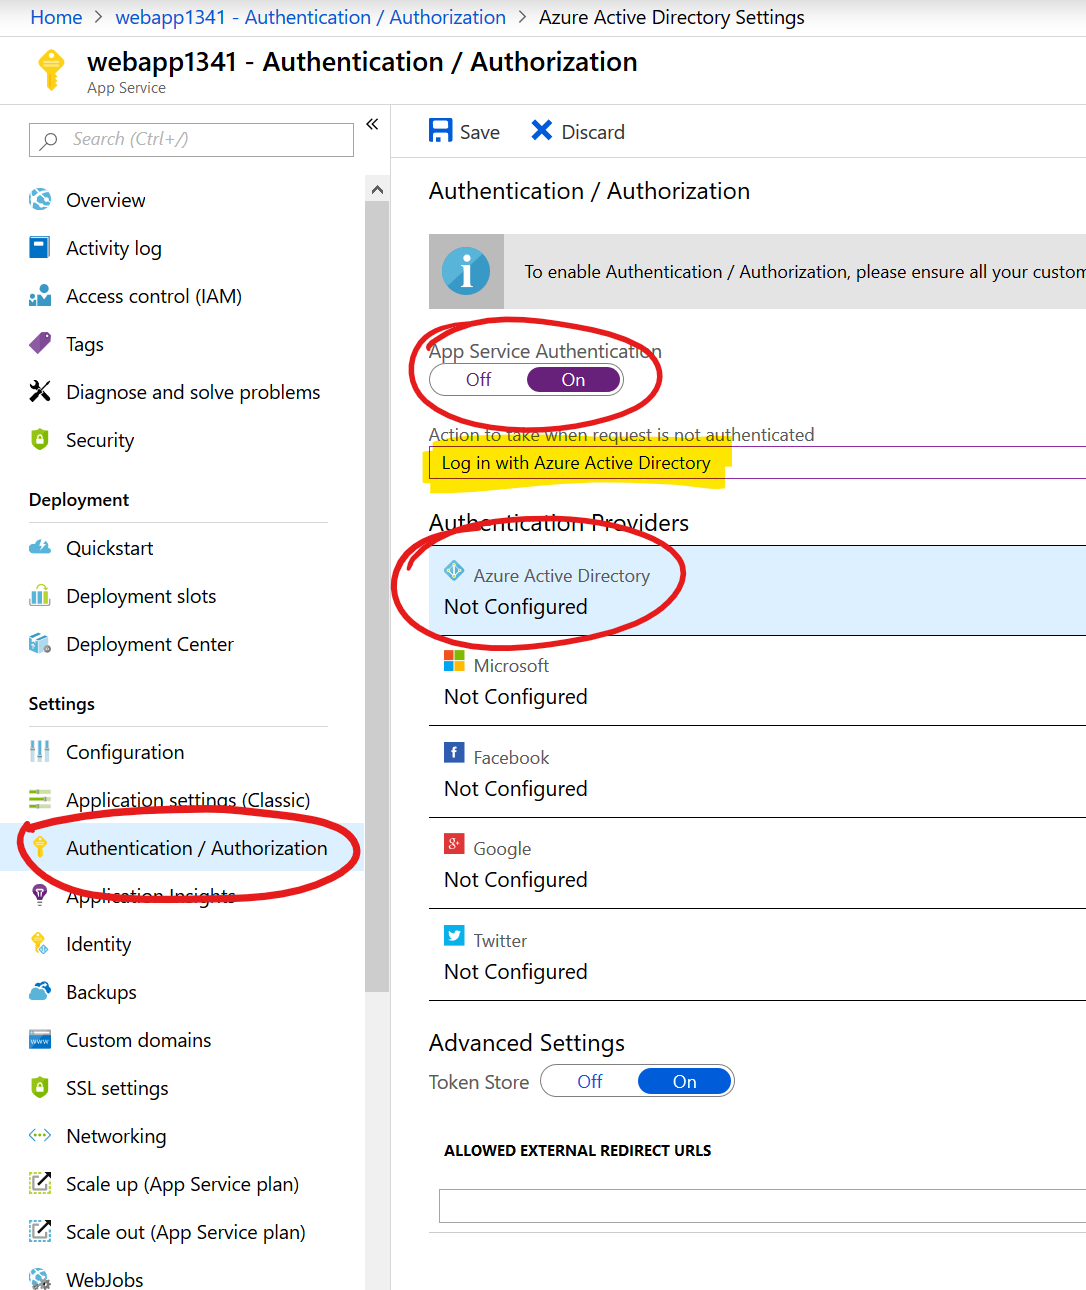 Home > webapp1341 - Authentication / Authorization > Azure Active Directory Settings
webapp1341 - Authentication / Authorization
App Service
Search (Ctrl+/)
«
Overview
Activity log
Access control (IAM)
Tags
Diagnose and solve problems
Security
Deployment
Quickstart
Deployment slots
Deployment Center
Settings
Configuration
Application settings (Classic)
Authentication / Authorization
Application Insights
Identity
Backups
Custom domains
SSL settings
Networking
Scale up (App Service plan)
Scale out (App Service plan)
WebJobs
Save
Discard
Authentication / Authorization
To enable Authentication / Authorization, please ensure all your custom
App Service Authentication
Off On
Action to take when request is not authenticated
Log in with Azure Active Directory
Authentication Providers
Azure Active Directory
Not Configured
Microsoft
Not Configured
Facebook
Not Configured
Google
Not Configured
Twitter
Not Configured
Advanced Settings
Token Store Off On
ALLOWED EXTERNAL REDIRECT URLS